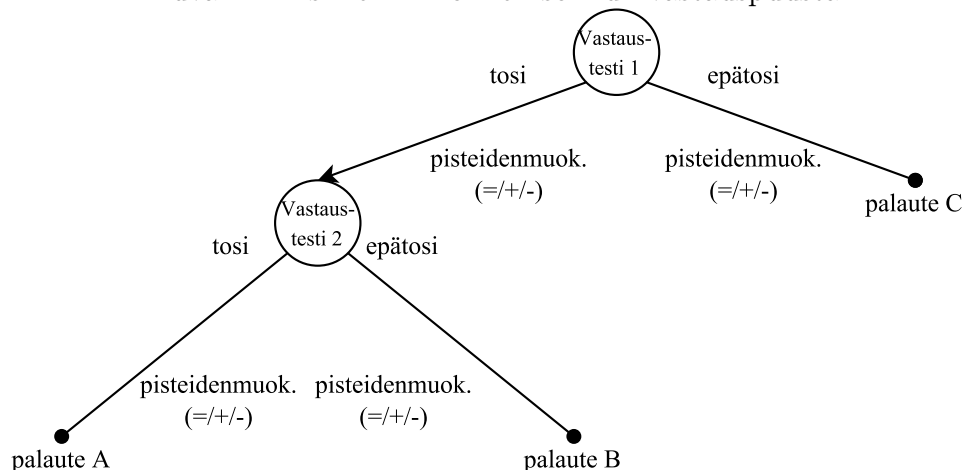 Vastaus-
testi 1
tosi
epätosi
pisteidenmuok.
(=/+/-)
pisteidenmuok.
(=/+/-)
palaute C
Vastaus-
testi 2
tosi
epätosi
pisteidenmuok.
(=/+/-)
pisteidenmuok.
(=/+/-)
palaute A
palaute B